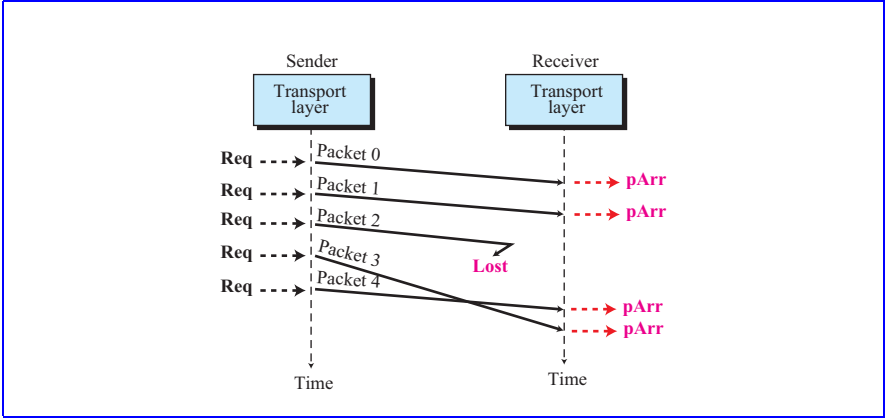 Sender
Receiver
Transport
layer
Transport
layer
Req
Packet 0
pArr
Req
Packet 1
pArr
Req
Packet 2
Lost
Req
Packet 3
Req
Packet 4
pArr
pArr
Time
Time